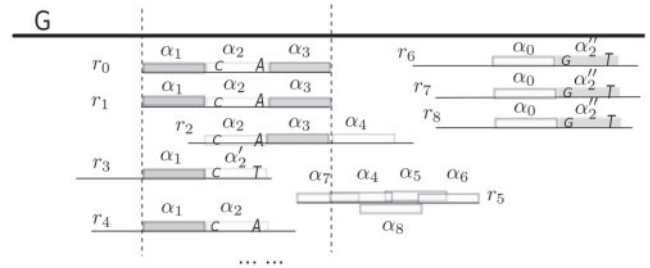 G
α₁ α₂ α₃
r₀ C A
α₁ α₂ α₃
r₁ C A
r₂ α₂ α₃ α₄
C A
r₃ α₁ α₂′
C T
r₄ α₁ α₂
C A
α₇ α₄ α₅ α₆
r₅
α₈
r₆ α₀ α₂″
G T
r₇ α₀ α₂″
G T
r₈ α₀ α₂″
G T
... ...